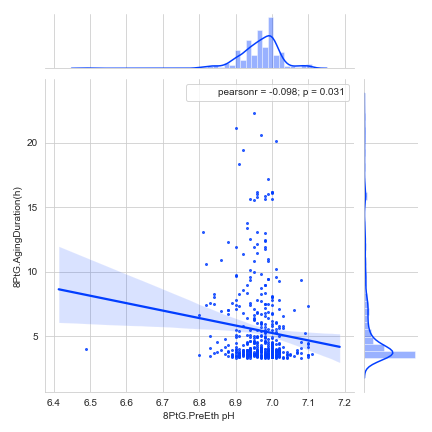 pearsonr = -0.098; p = 0.031
20
15
10
5
8PtG.AgingDuration(h)
6.4 6.5 6.6 6.7 6.8 6.9 7.0 7.1 7.2
8PtG.PreEth pH